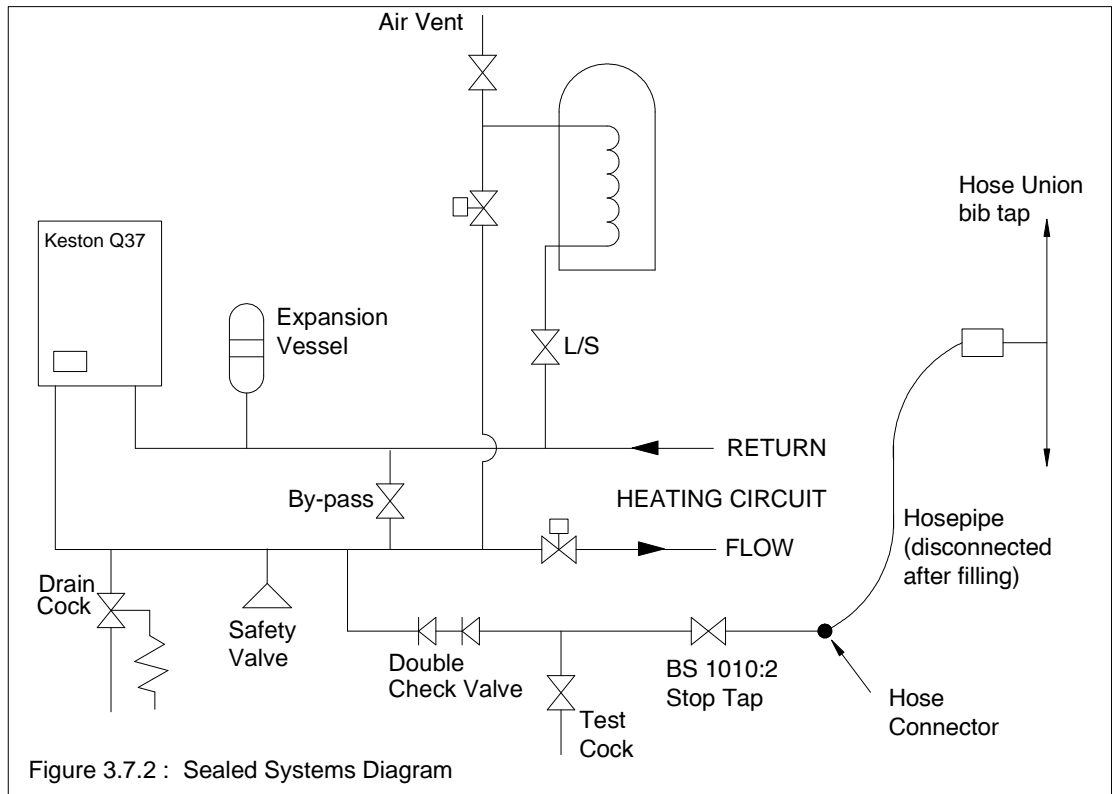 Air Vent
Hose Union
bib tap
Keston Q37
Expansion
Vessel
L/S
RETURN
By-pass
HEATING CIRCUIT
Hosepipe
(disconnected
after filling)
FLOW
Drain
Cock
Safety
Valve
Double
Check Valve
BS 1010:2
Stop Tap
Hose
Connector
Test
Cock
Figure 3.7.2 : Sealed Systems Diagram